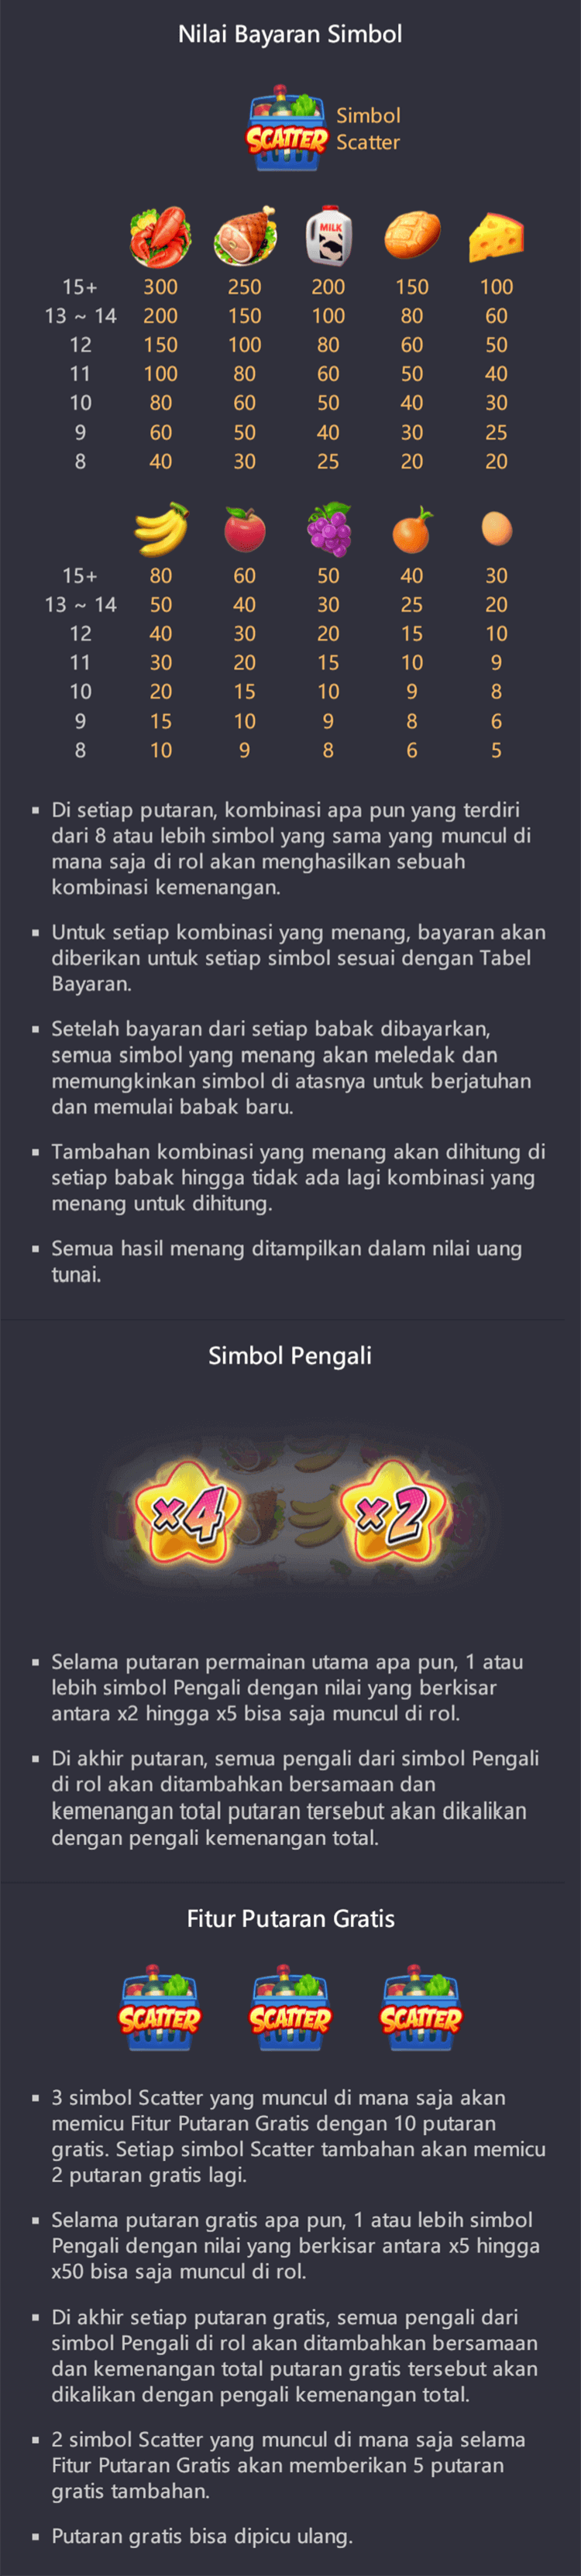 Nilai Bayaran Simbol
SCATTER
Simbol
Scatter
MILK
15+ 300 250 200 150 100
13 ~ 14 200 150 100 80 60
12 150 100 80 60 50
11 100 80 60 50 40
10 80 60 50 40 30
9 60 50 40 30 25
8 40 30 25 20 20
15+ 80 60 50 40 30
13 ~ 14 50 40 30 25 20
12 40 30 20 15 10
11 30 20 15 10 9
10 20 15 10 9 8
9 15 10 9 8 6
8 10 9 8 6 5
▪ Di setiap putaran, kombinasi apa pun yang terdiri
dari 8 atau lebih simbol yang sama yang muncul di
mana saja di rol akan menghasilkan sebuah
kombinasi kemenangan.
▪ Untuk setiap kombinasi yang menang, bayaran akan
diberikan untuk setiap simbol sesuai dengan Tabel
Bayaran.
▪ Setelah bayaran dari setiap babak dibayarkan,
semua simbol yang menang akan meledak dan
memungkinkan simbol di atasnya untuk berjatuhan
dan memulai babak baru.
▪ Tambahan kombinasi yang menang akan dihitung di
setiap babak hingga tidak ada lagi kombinasi yang
menang untuk dihitung.
▪ Semua hasil menang ditampilkan dalam nilai uang
tunai.
Simbol Pengali
x4 x2
▪ Selama putaran permainan utama apa pun, 1 atau
lebih simbol Pengali dengan nilai yang berkisar
antara x2 hingga x5 bisa saja muncul di rol.
▪ Di akhir putaran, semua pengali dari simbol Pengali
di rol akan ditambahkan bersamaan dan
kemenangan total putaran tersebut akan dikalikan
dengan pengali kemenangan total.
Fitur Putaran Gratis
SCATTER SCATTER SCATTER
▪ 3 simbol Scatter yang muncul di mana saja akan
memicu Fitur Putaran Gratis dengan 10 putaran
gratis. Setiap simbol Scatter tambahan akan memicu
2 putaran gratis lagi.
▪ Selama putaran gratis apa pun, 1 atau lebih simbol
Pengali dengan nilai yang berkisar antara x5 hingga
x50 bisa saja muncul di rol.
▪ Di akhir setiap putaran gratis, semua pengali dari
simbol Pengali di rol akan ditambahkan bersamaan
dan kemenangan total putaran gratis tersebut akan
dikalikan dengan pengali kemenangan total.
▪ 2 simbol Scatter yang muncul di mana saja selama
Fitur Putaran Gratis akan memberikan 5 putaran
gratis tambahan.
▪ Putaran gratis bisa dipicu ulang.